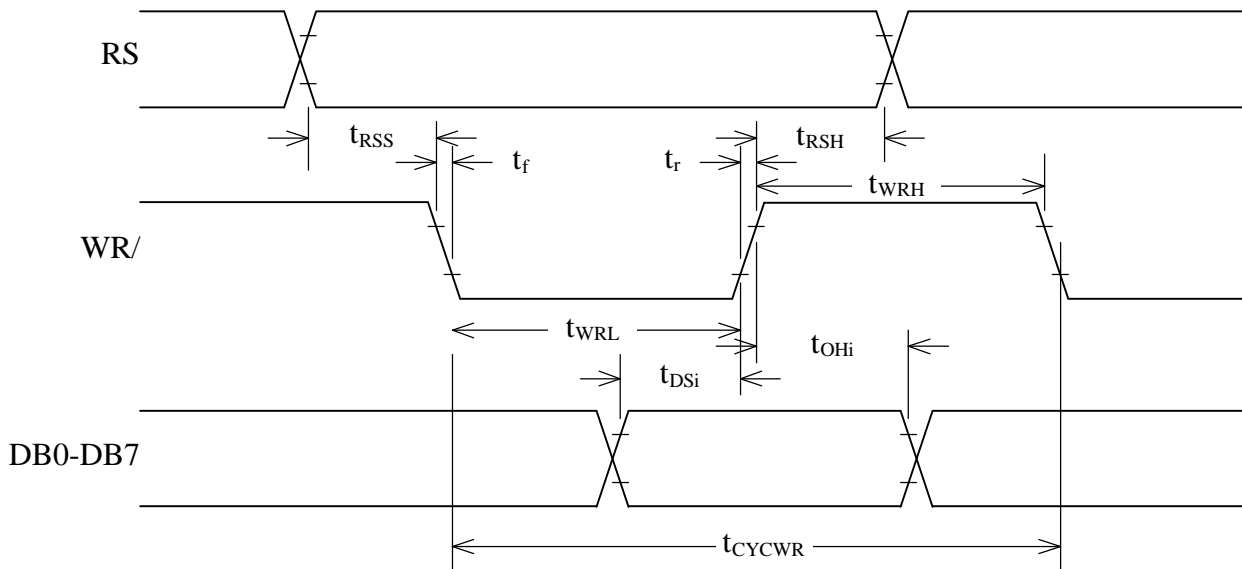 RS
tRSS
tRSH
tf
tr
tWRH
WR/
tWRL
tOHi
tDSi
DB0-DB7
tCYCWR